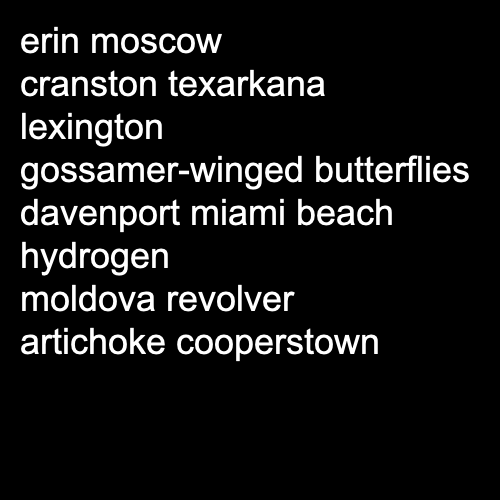 erin moscow
cranston texarkana
lexington
gossamer-winged butterflies
davenport miami beach
hydrogen
moldova revolver
artichoke cooperstown